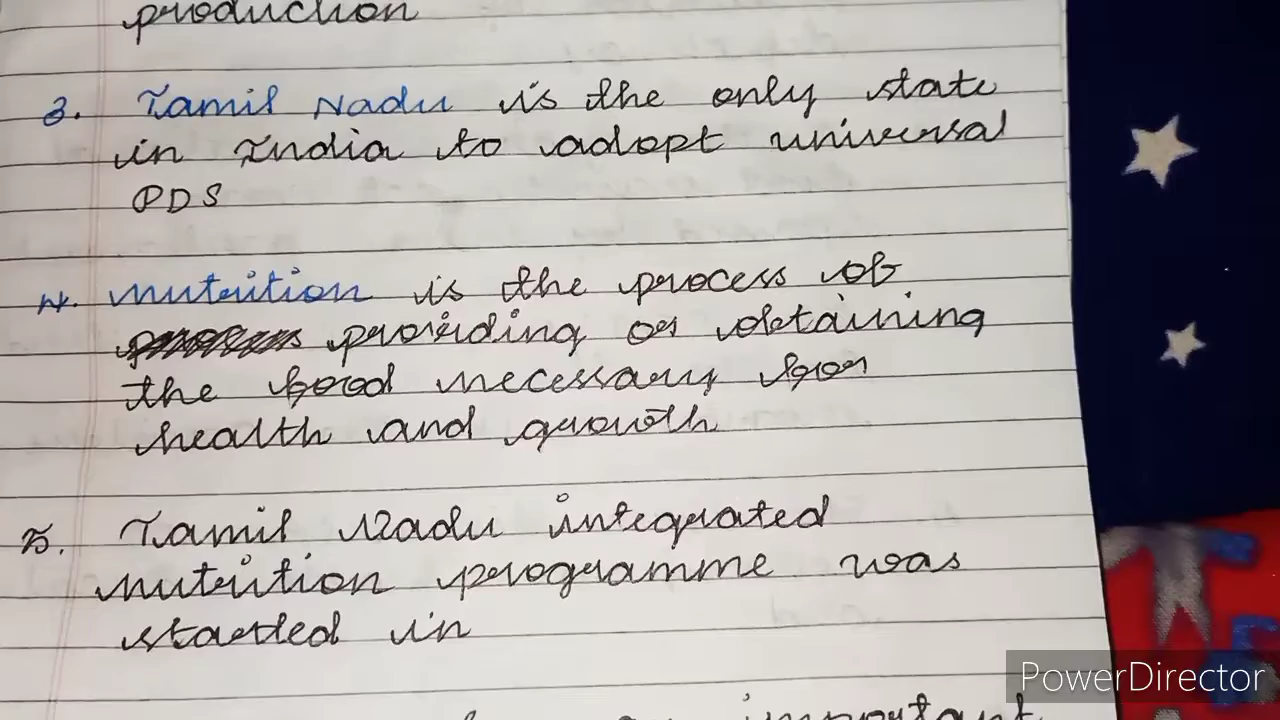 production
3. Tamil Nadu is the only state
in India to adopt universal
PDS
4. Nutrition is the process of
providing or obtaining
the food necessary for
health and growth
5. Tamil Nadu integrated
nutrition programme was
started in
important
PowerDirector